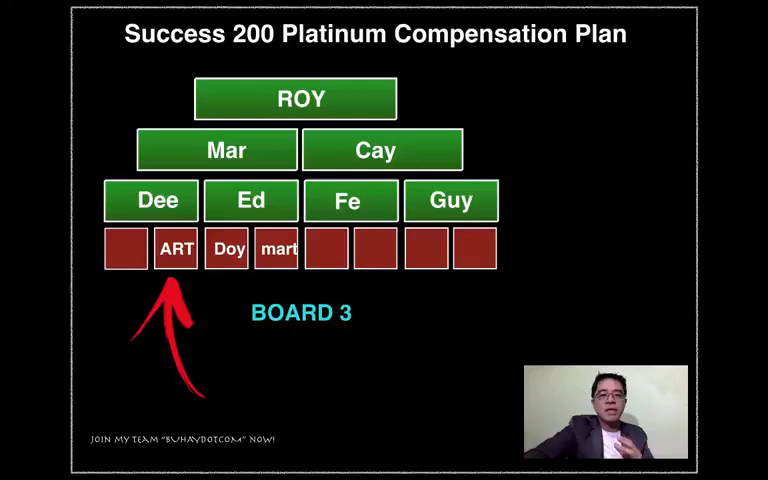 Success 200 Platinum Compensation Plan
ROY
Mar Cay
Dee Ed Fe Guy
ART Doy mart
BOARD 3
JOIN MY TEAM "BUHAYDOTCOM" NOW!